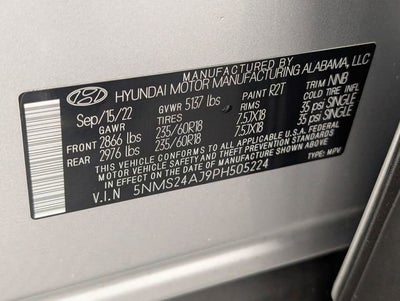 MANUFACTURED BY
HYUNDAI MOTOR MANUFACTURING ALABAMA, LLC
Sep/15/22 GVWR 5137 lbs PAINT R2T TRIM NNB
GAWR TIRES RIMS COLD TIRE INFL
FRONT 2866 lbs 235/60R18 7.5JX18 35 psi SINGLE
REAR 2976 lbs 235/60R18 7.5JX18 35 psi SINGLE
THIS VEHICLE CONFORMS TO ALL APPLICABLE U.S. FEDERAL
MOTOR VEHICLE SAFETY AND THEFT PREVENTION STANDARDS
IN EFFECT ON THE DATE OF MANUFACTURE SHOWN ABOVE.
V.I.N 5NMS24AJ9PH505224 TYPE: MPV